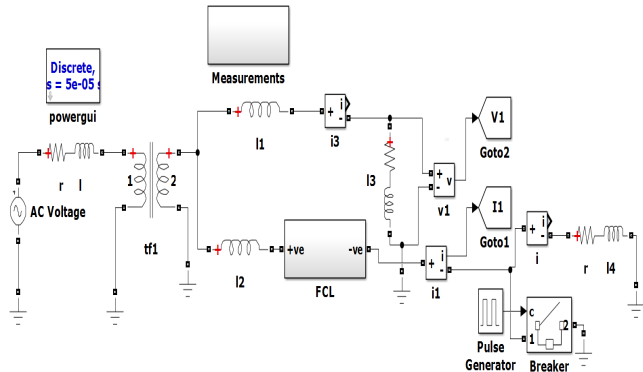 Discrete,
s = 5e-05 s
powergui
Measurements
+ i -
i3
l1
V1
Goto2
r l
1 2
l3
+ v -
v1
AC Voltage
I1
Goto1
tf1
+ve -ve
FCL
l2
+ i -
i1
i
-
i
r l4
Pulse
Generator
c
1 2
Breaker